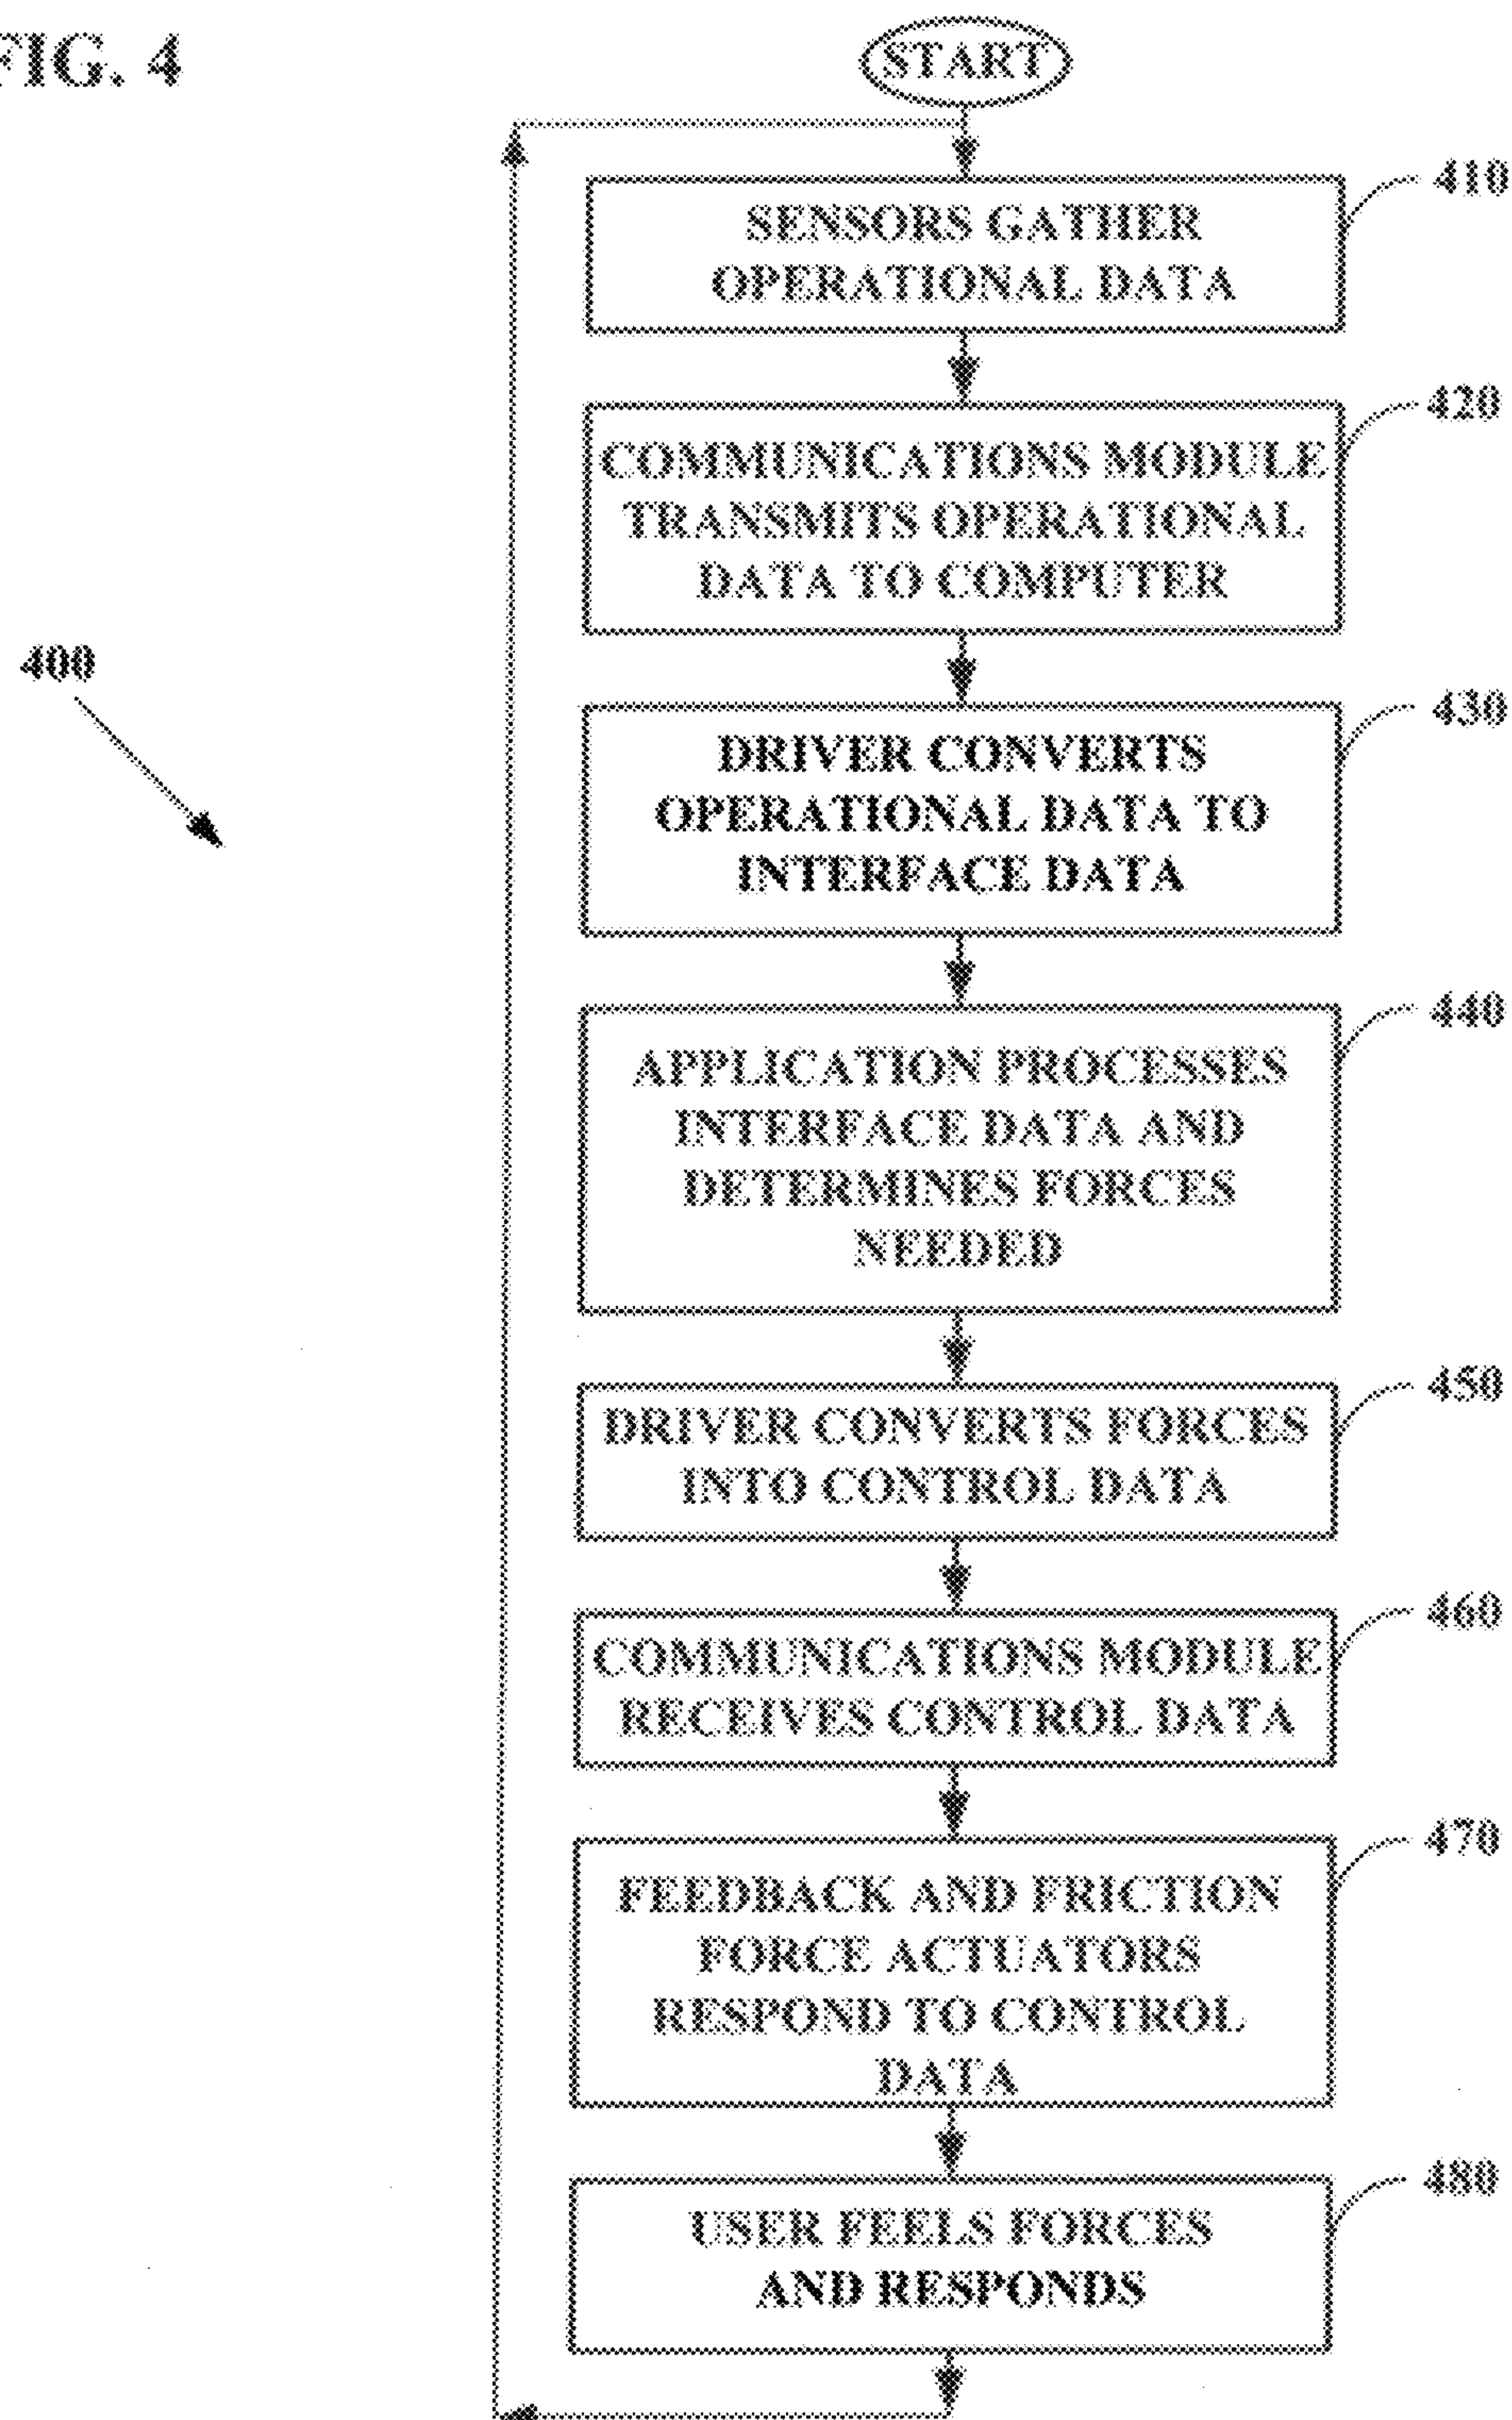 FIG. 4
START
410
SENSORS GATHER
OPERATIONAL DATA
420
COMMUNICATIONS MODULE
TRANSMITS OPERATIONAL
DATA TO COMPUTER
400
430
DRIVER CONVERTS
OPERATIONAL DATA TO
INTERFACE DATA
440
APPLICATION PROCESSES
INTERFACE DATA AND
DETERMINES FORCES
NEEDED
450
DRIVER CONVERTS FORCES
INTO CONTROL DATA
460
COMMUNICATIONS MODULE
RECEIVES CONTROL DATA
470
FEEDBACK AND FRICTION
FORCE ACTUATORS
RESPOND TO CONTROL
DATA
480
USER FEELS FORCES
AND RESPONDS